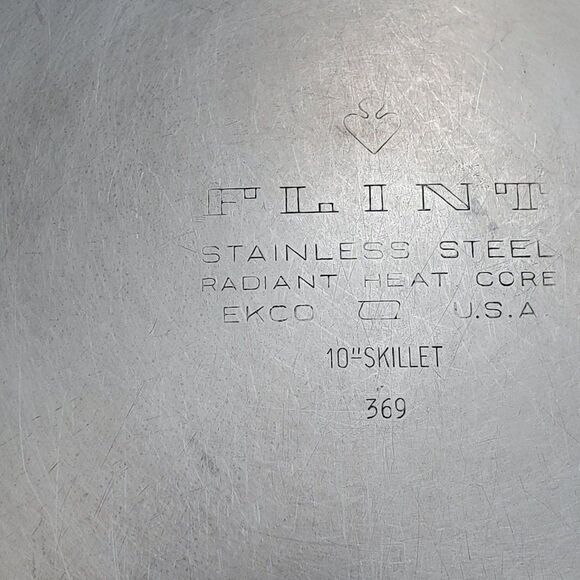 FLINT
STAINLESS STEEL
RADIANT HEAT CORE
EKCO U.S.A.
10" SKILLET
369